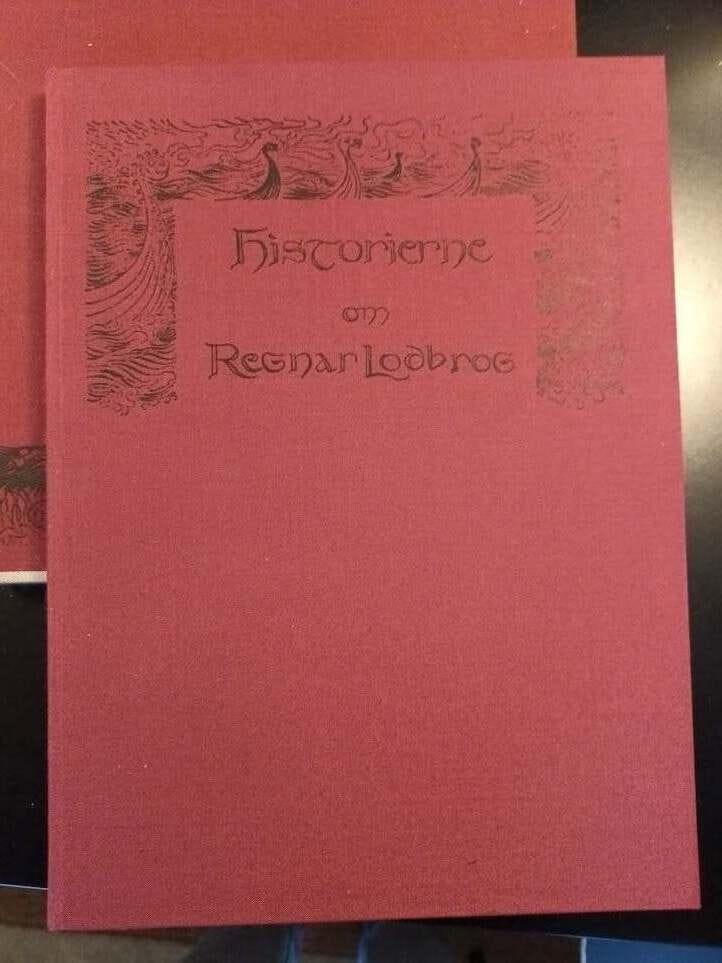 Historierne
om
Regnar Lodbrog